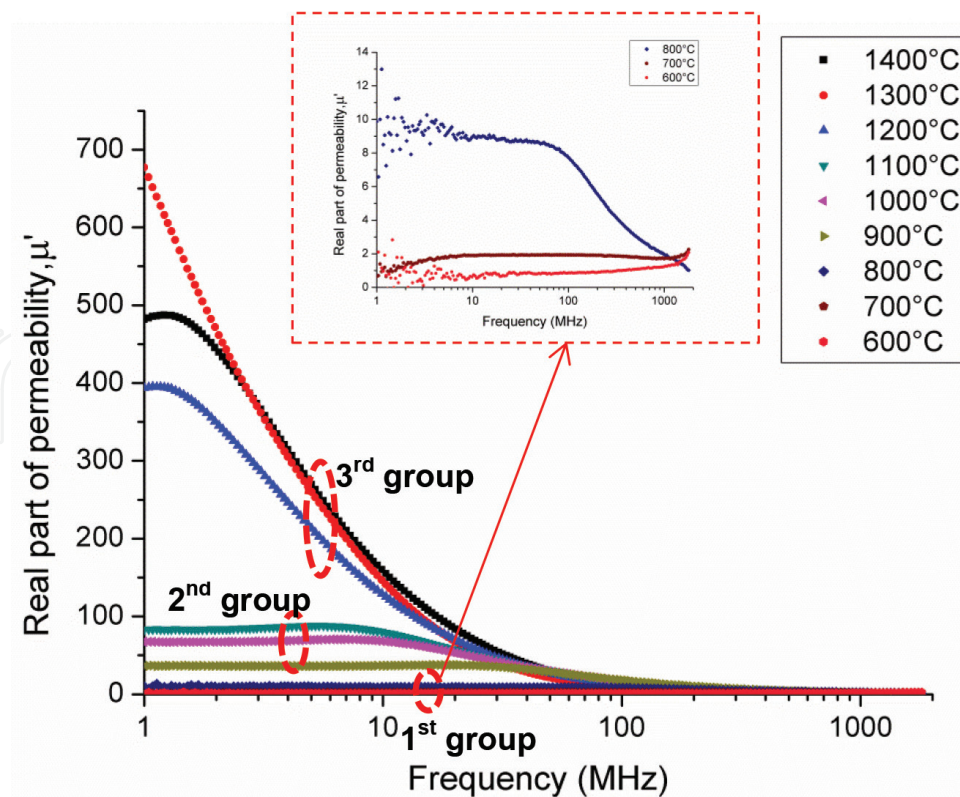 14
12
10
8
6
4
2
0
1
10
100
1000
Real part of permeability,μ'
Frequency (MHz)
800°C
700°C
600°C
1400°C
1300°C
1200°C
1100°C
1000°C
900°C
800°C
700°C
600°C
700
600
500
400
300
200
100
0
Real part of permeability,μ'
3rd group
2nd group
1st group
1
10
100
1000
Frequency (MHz)